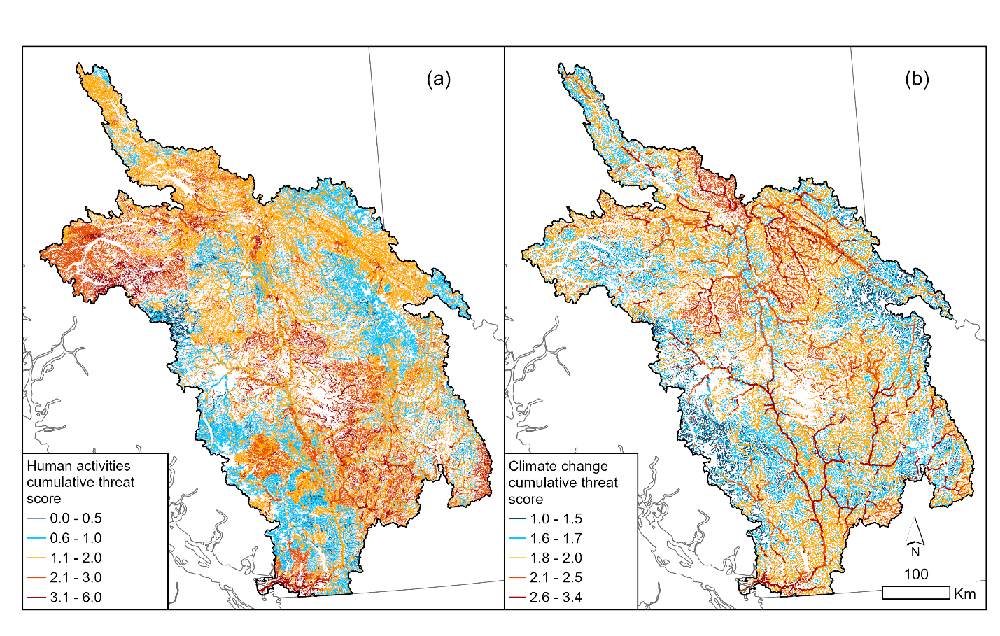 (a)
Human activities
cumulative threat
score
0.0 - 0.5
0.6 - 1.0
1.1 - 2.0
2.1 - 3.0
3.1 - 6.0
(b)
Climate change
cumulative threat
score
1.0 - 1.5
1.6 - 1.7
1.8 - 2.0
2.1 - 2.5
2.6 - 3.4
N
100
Km